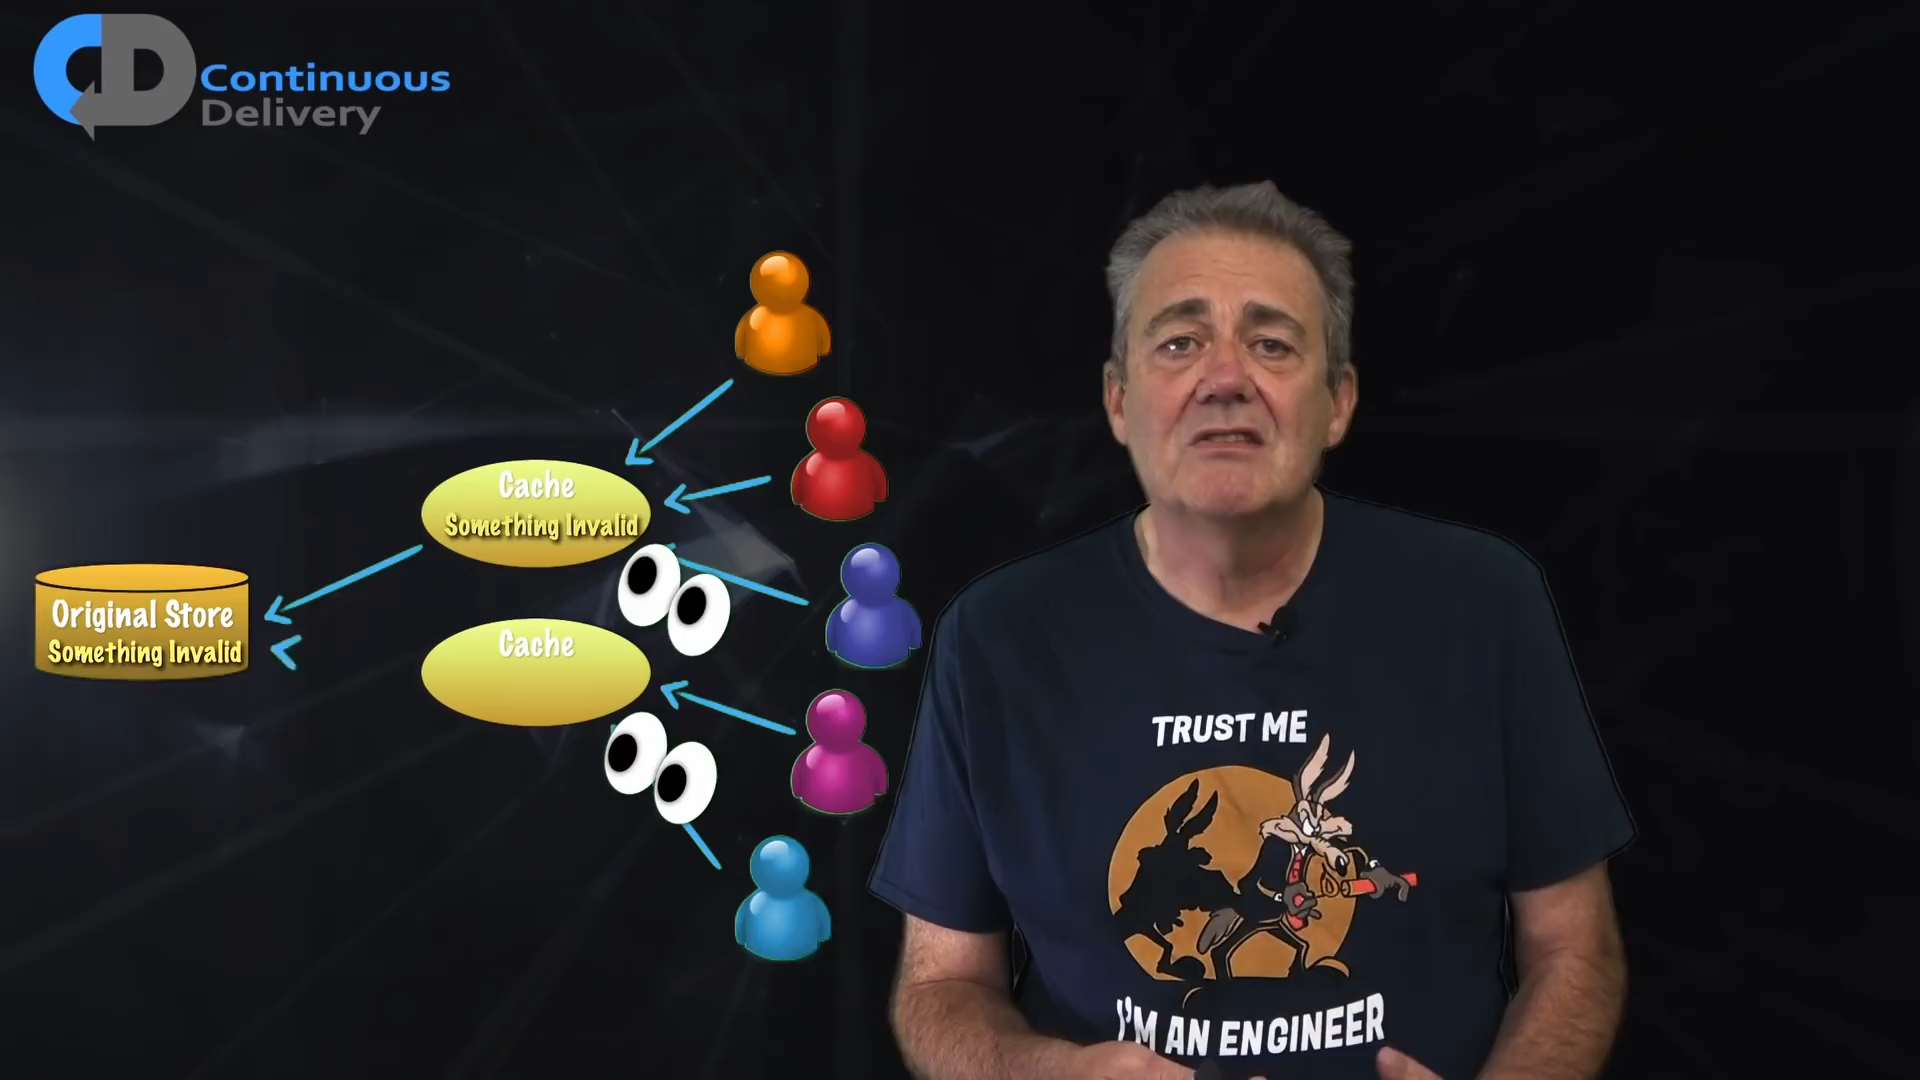 Continuous
Delivery
Cache
Something Invalid
Original Store
Something Invalid
Cache
TRUST ME
I'M AN ENGINEER